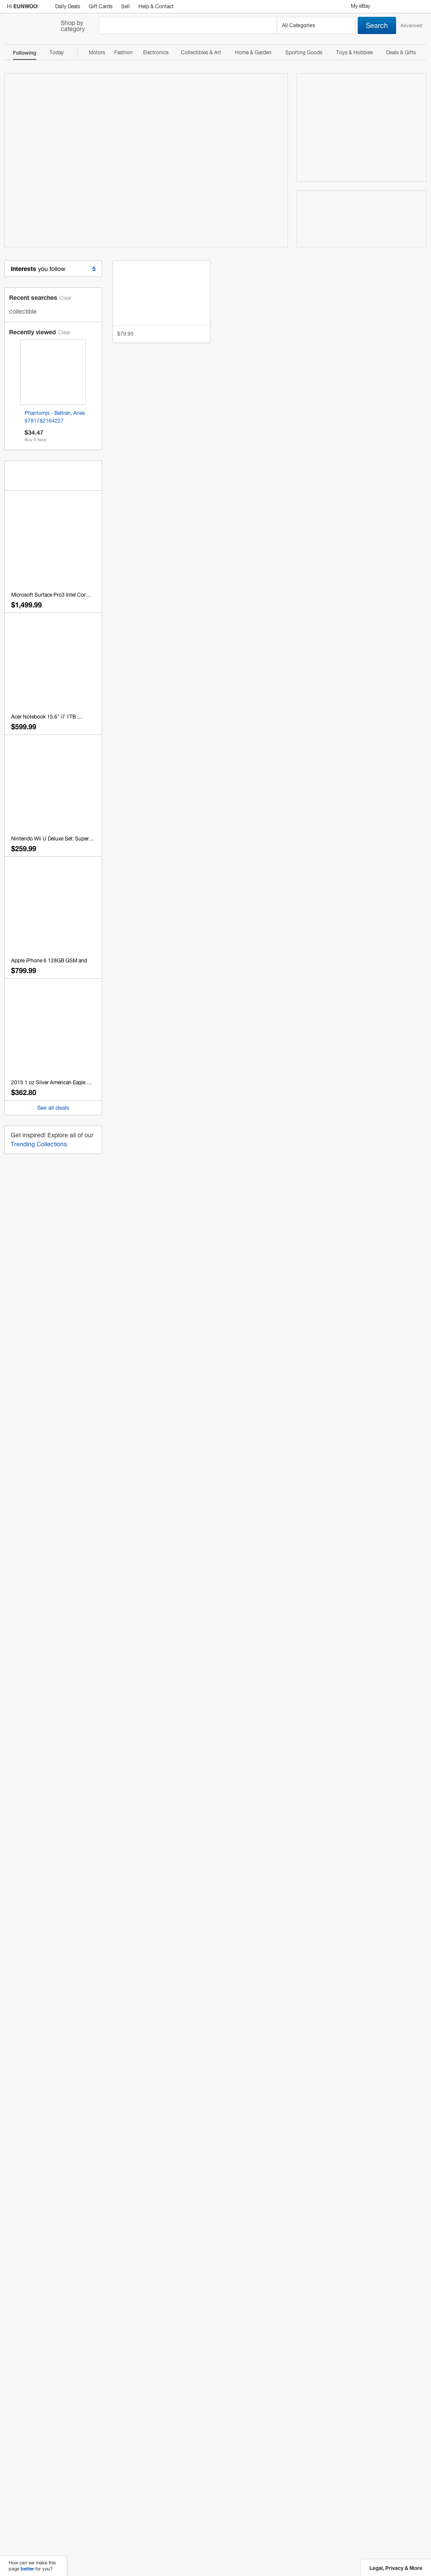 Hi EUNWOO! Daily Deals Gift Cards Sell Help & Contact My eBay
Shop by
category
All Categories
Search
Advanced
Following Today Motors Fashion Electronics Collectibles & Art Home & Garden Sporting Goods Toys & Hobbies Deals & Gifts
Interests you follow 5
Recent searches Clear
collectible
Recently viewed Clear
Phantomjs - Beltran, Aries
9781782164227
$34.47
Buy It Now
$79.95
Microsoft Surface Pro3 Intel Cor...
$1,499.99
Acer Notebook 15.6" i7 1TB ...
$599.99
Nintendo Wii U Deluxe Set: Super...
$259.99
Apple iPhone 6 128GB GSM and
$799.99
2015 1 oz Silver American Eagle ...
$362.80
See all deals
Get inspired! Explore all of our
Trending Collections.
How can we make this
page better for you?
Legal, Privacy & More